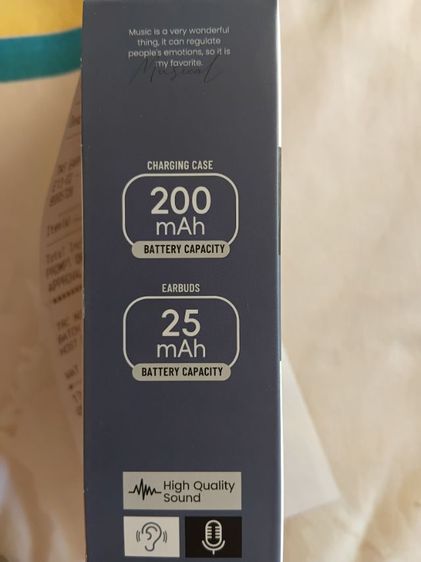 Music is a very wonderful
thing, it can regulate
people's emotions, so it is
my favorite.
Musical
CHARGING CASE
200
mAh
BATTERY CAPACITY
EARBUDS
25
mAh
BATTERY CAPACITY
High Quality
Sound